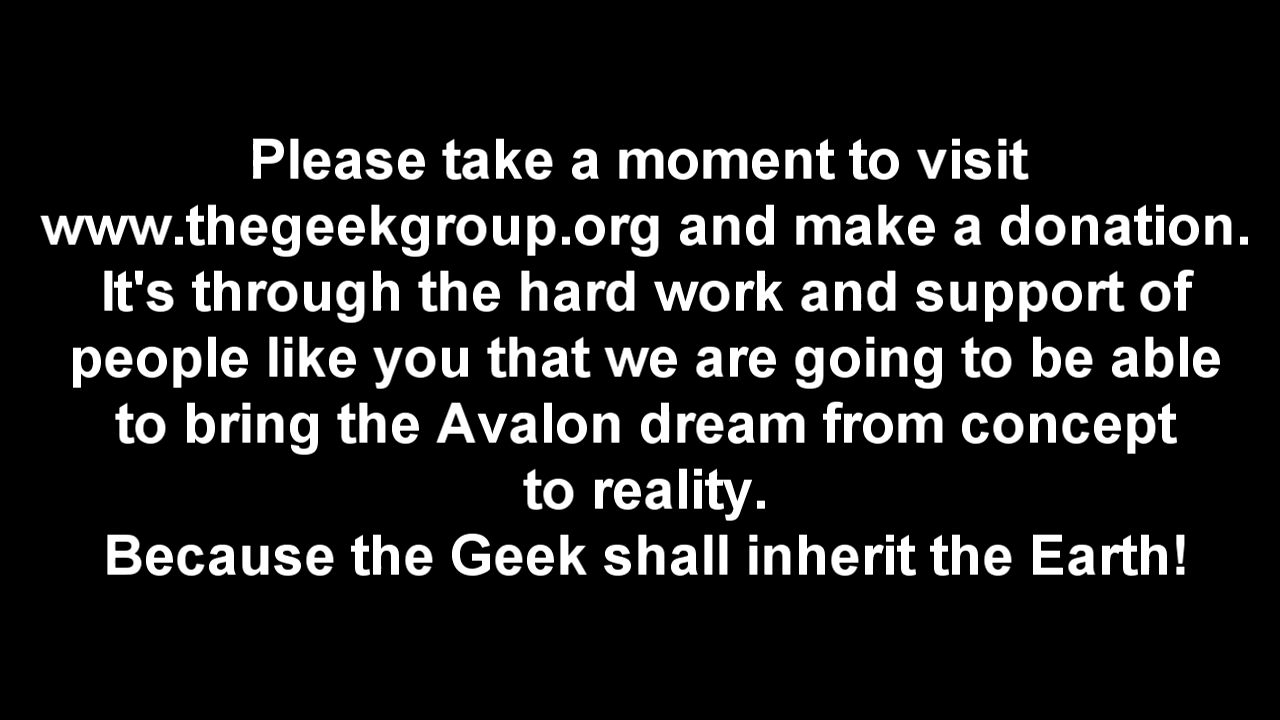 Please take a moment to visit
www.thegeekgroup.org and make a donation.
It's through the hard work and support of
people like you that we are going to be able
to bring the Avalon dream from concept
to reality.
Because the Geek shall inherit the Earth!